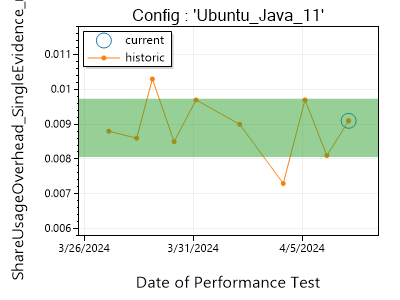 Config : 'Ubuntu_Java_11'
ShareUsageOverhead_SingleEvidence_
current
historic
0.011
0.01
0.009
0.008
0.007
0.006
3/26/2024
3/31/2024
4/5/2024
Date of Performance Test